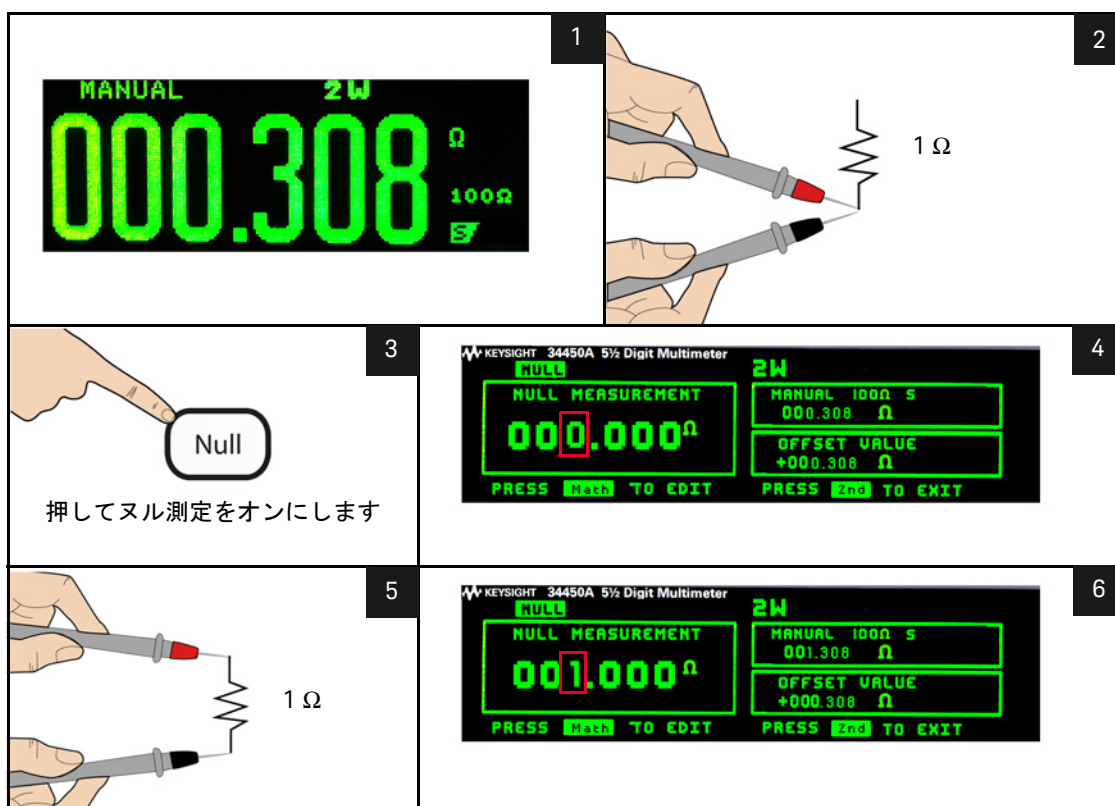 1
MANUAL 2W
000.308 Ω
100Ω
S
2
1 Ω
3
Null
押してヌル測定をオンにします
4
KEYSIGHT 34450A 5½ Digit Multimeter
NULL 2W
NULL MEASUREMENT
000.000 Ω
MANUAL 100Ω S
000.308 Ω
OFFSET VALUE
+000.308 Ω
PRESS Math TO EDIT PRESS 2nd TO EXIT
5
1 Ω
6
KEYSIGHT 34450A 5½ Digit Multimeter
NULL 2W
NULL MEASUREMENT
001.000 Ω
MANUAL 100Ω S
001.308 Ω
OFFSET VALUE
+000.308 Ω
PRESS Math TO EDIT PRESS 2nd TO EXIT